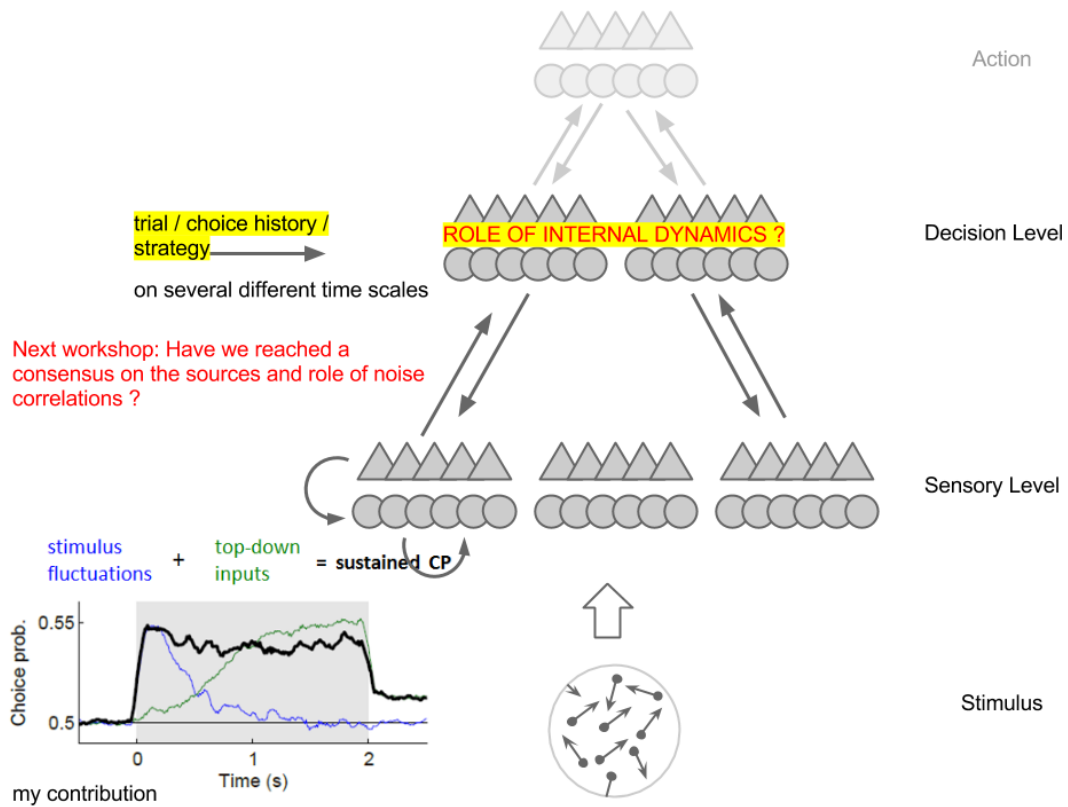 Action
trial / choice history /
strategy
ROLE OF INTERNAL DYNAMICS ?
Decision Level
on several different time scales
Next workshop: Have we reached a
consensus on the sources and role of noise
correlations ?
Sensory Level
stimulus
fluctuations
+
top-down
inputs
= sustained CP
Choice prob.
0.55
0.5
0
1
2
Time (s)
Stimulus
my contribution